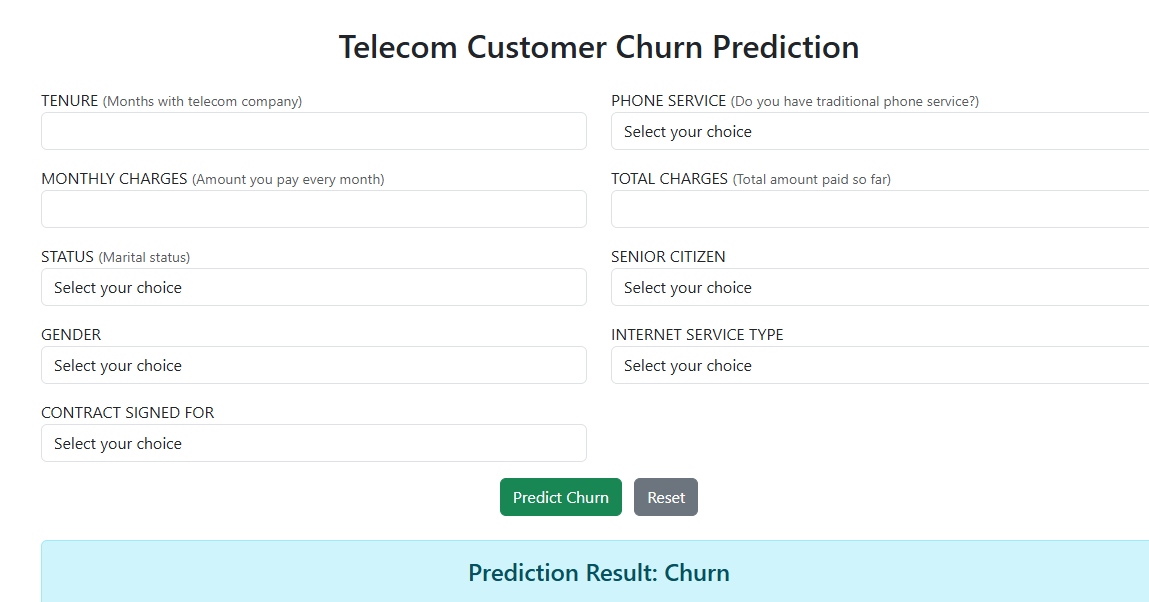 Telecom Customer Churn Prediction
TENURE (Months with telecom company)
PHONE SERVICE (Do you have traditional phone service?)
Select your choice
MONTHLY CHARGES (Amount you pay every month)
TOTAL CHARGES (Total amount paid so far)
STATUS (Marital status)
Select your choice
SENIOR CITIZEN
Select your choice
GENDER
Select your choice
INTERNET SERVICE TYPE
Select your choice
CONTRACT SIGNED FOR
Select your choice
Predict Churn
Reset
Prediction Result: Churn